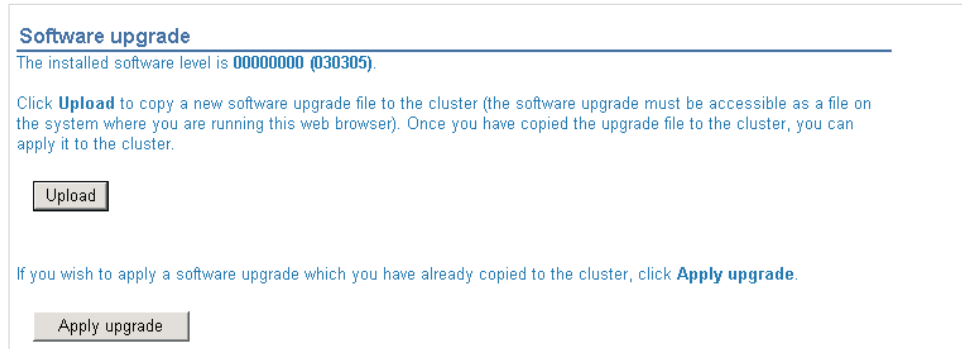 Software upgrade
The installed software level is 00000000 (030305).
Click Upload to copy a new software upgrade file to the cluster (the software upgrade must be accessible as a file on
the system where you are running this web browser). Once you have copied the upgrade file to the cluster, you can
apply it to the cluster.
Upload
If you wish to apply a software upgrade which you have already copied to the cluster, click Apply upgrade.
Apply upgrade